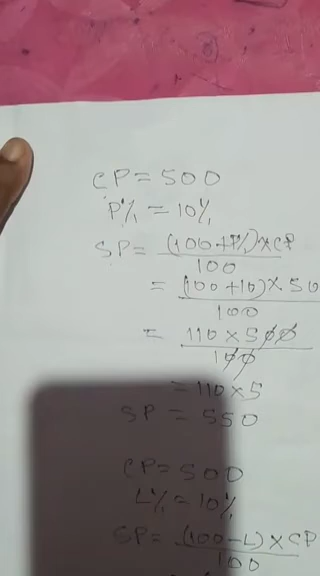 CP = 500
P% = 10%
SP = (100 + P%) × CP
100
= (100 + 10) × 50
100
= 110 × 500
100
= 110 × 5
SP = 550
CP = 500
L% = 10%
SP = (100 - L) × CP
100